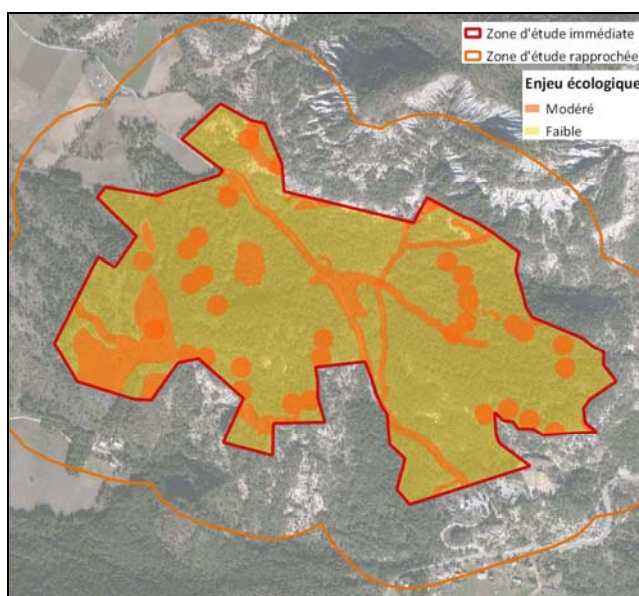 Zone d'étude immédiate
Zone d'étude rapprochée
Enjeu écologique
Modéré
Faible